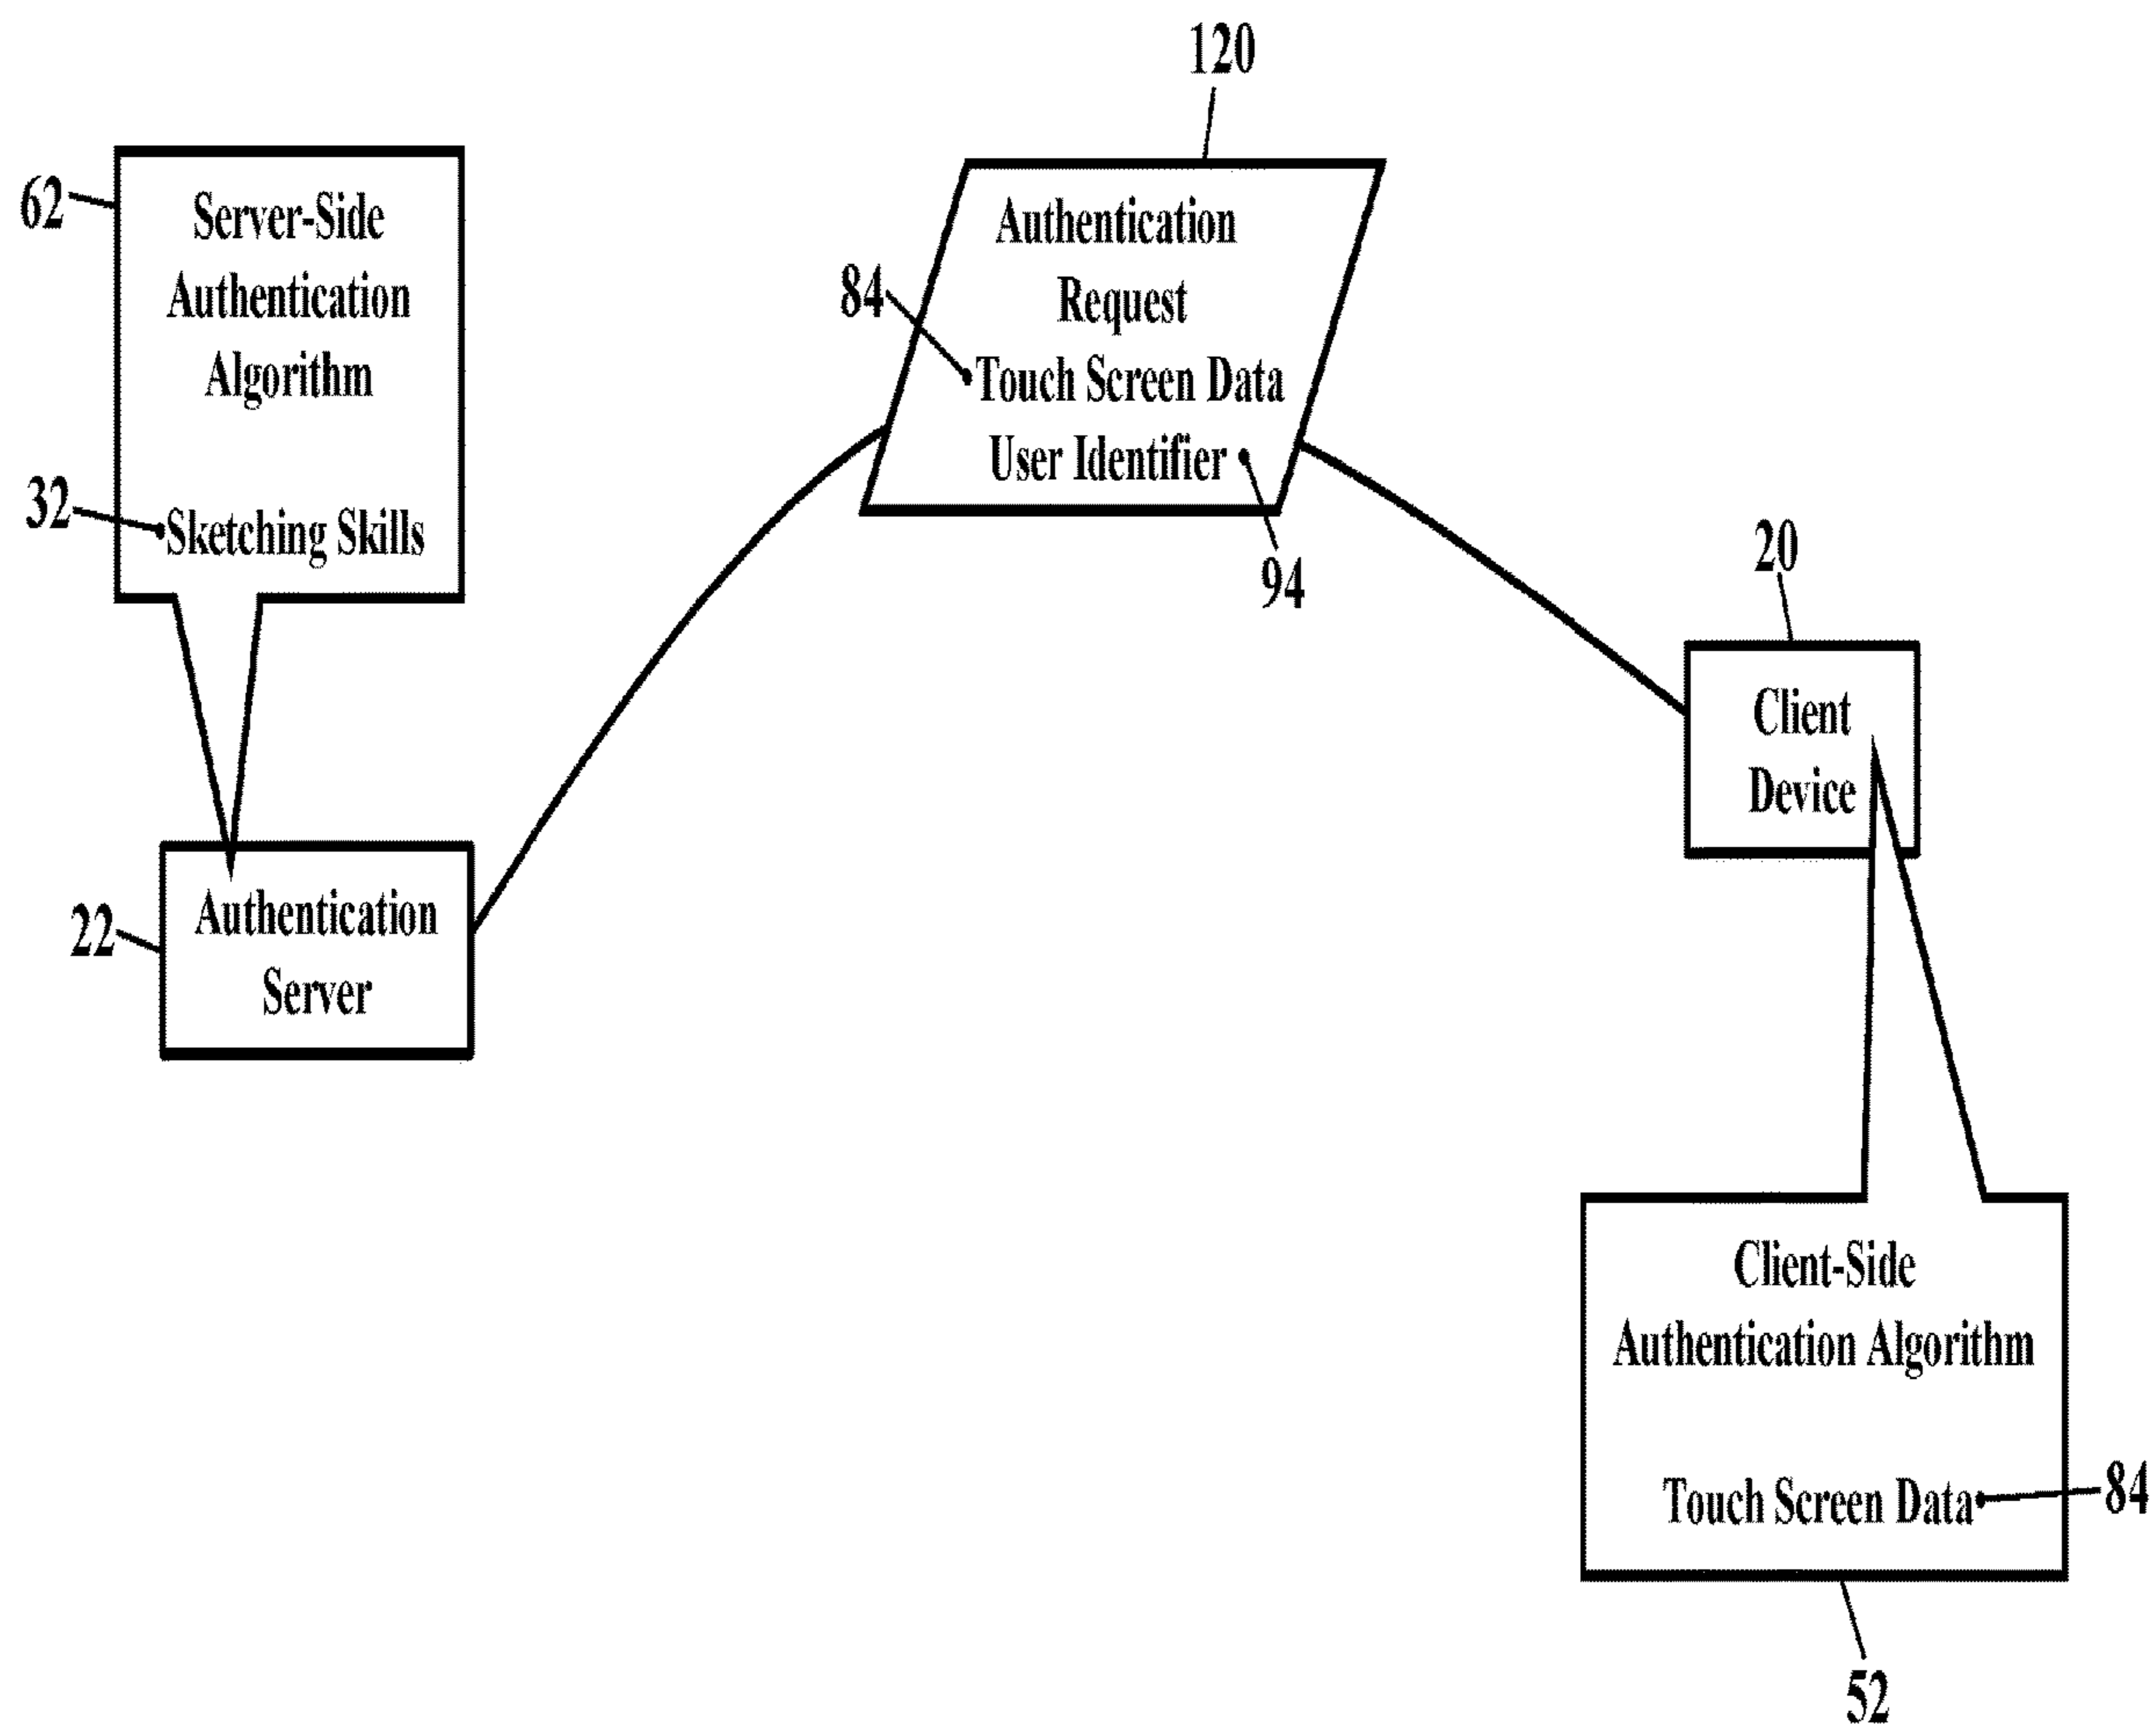 120
62
Server-Side
Authentication
Algorithm
32
Sketching Skills
Authentication
Request
84
Touch Screen Data
User Identifier
94
20
Client
Device
22
Authentication
Server
Client-Side
Authentication Algorithm
Touch Screen Data
84
52